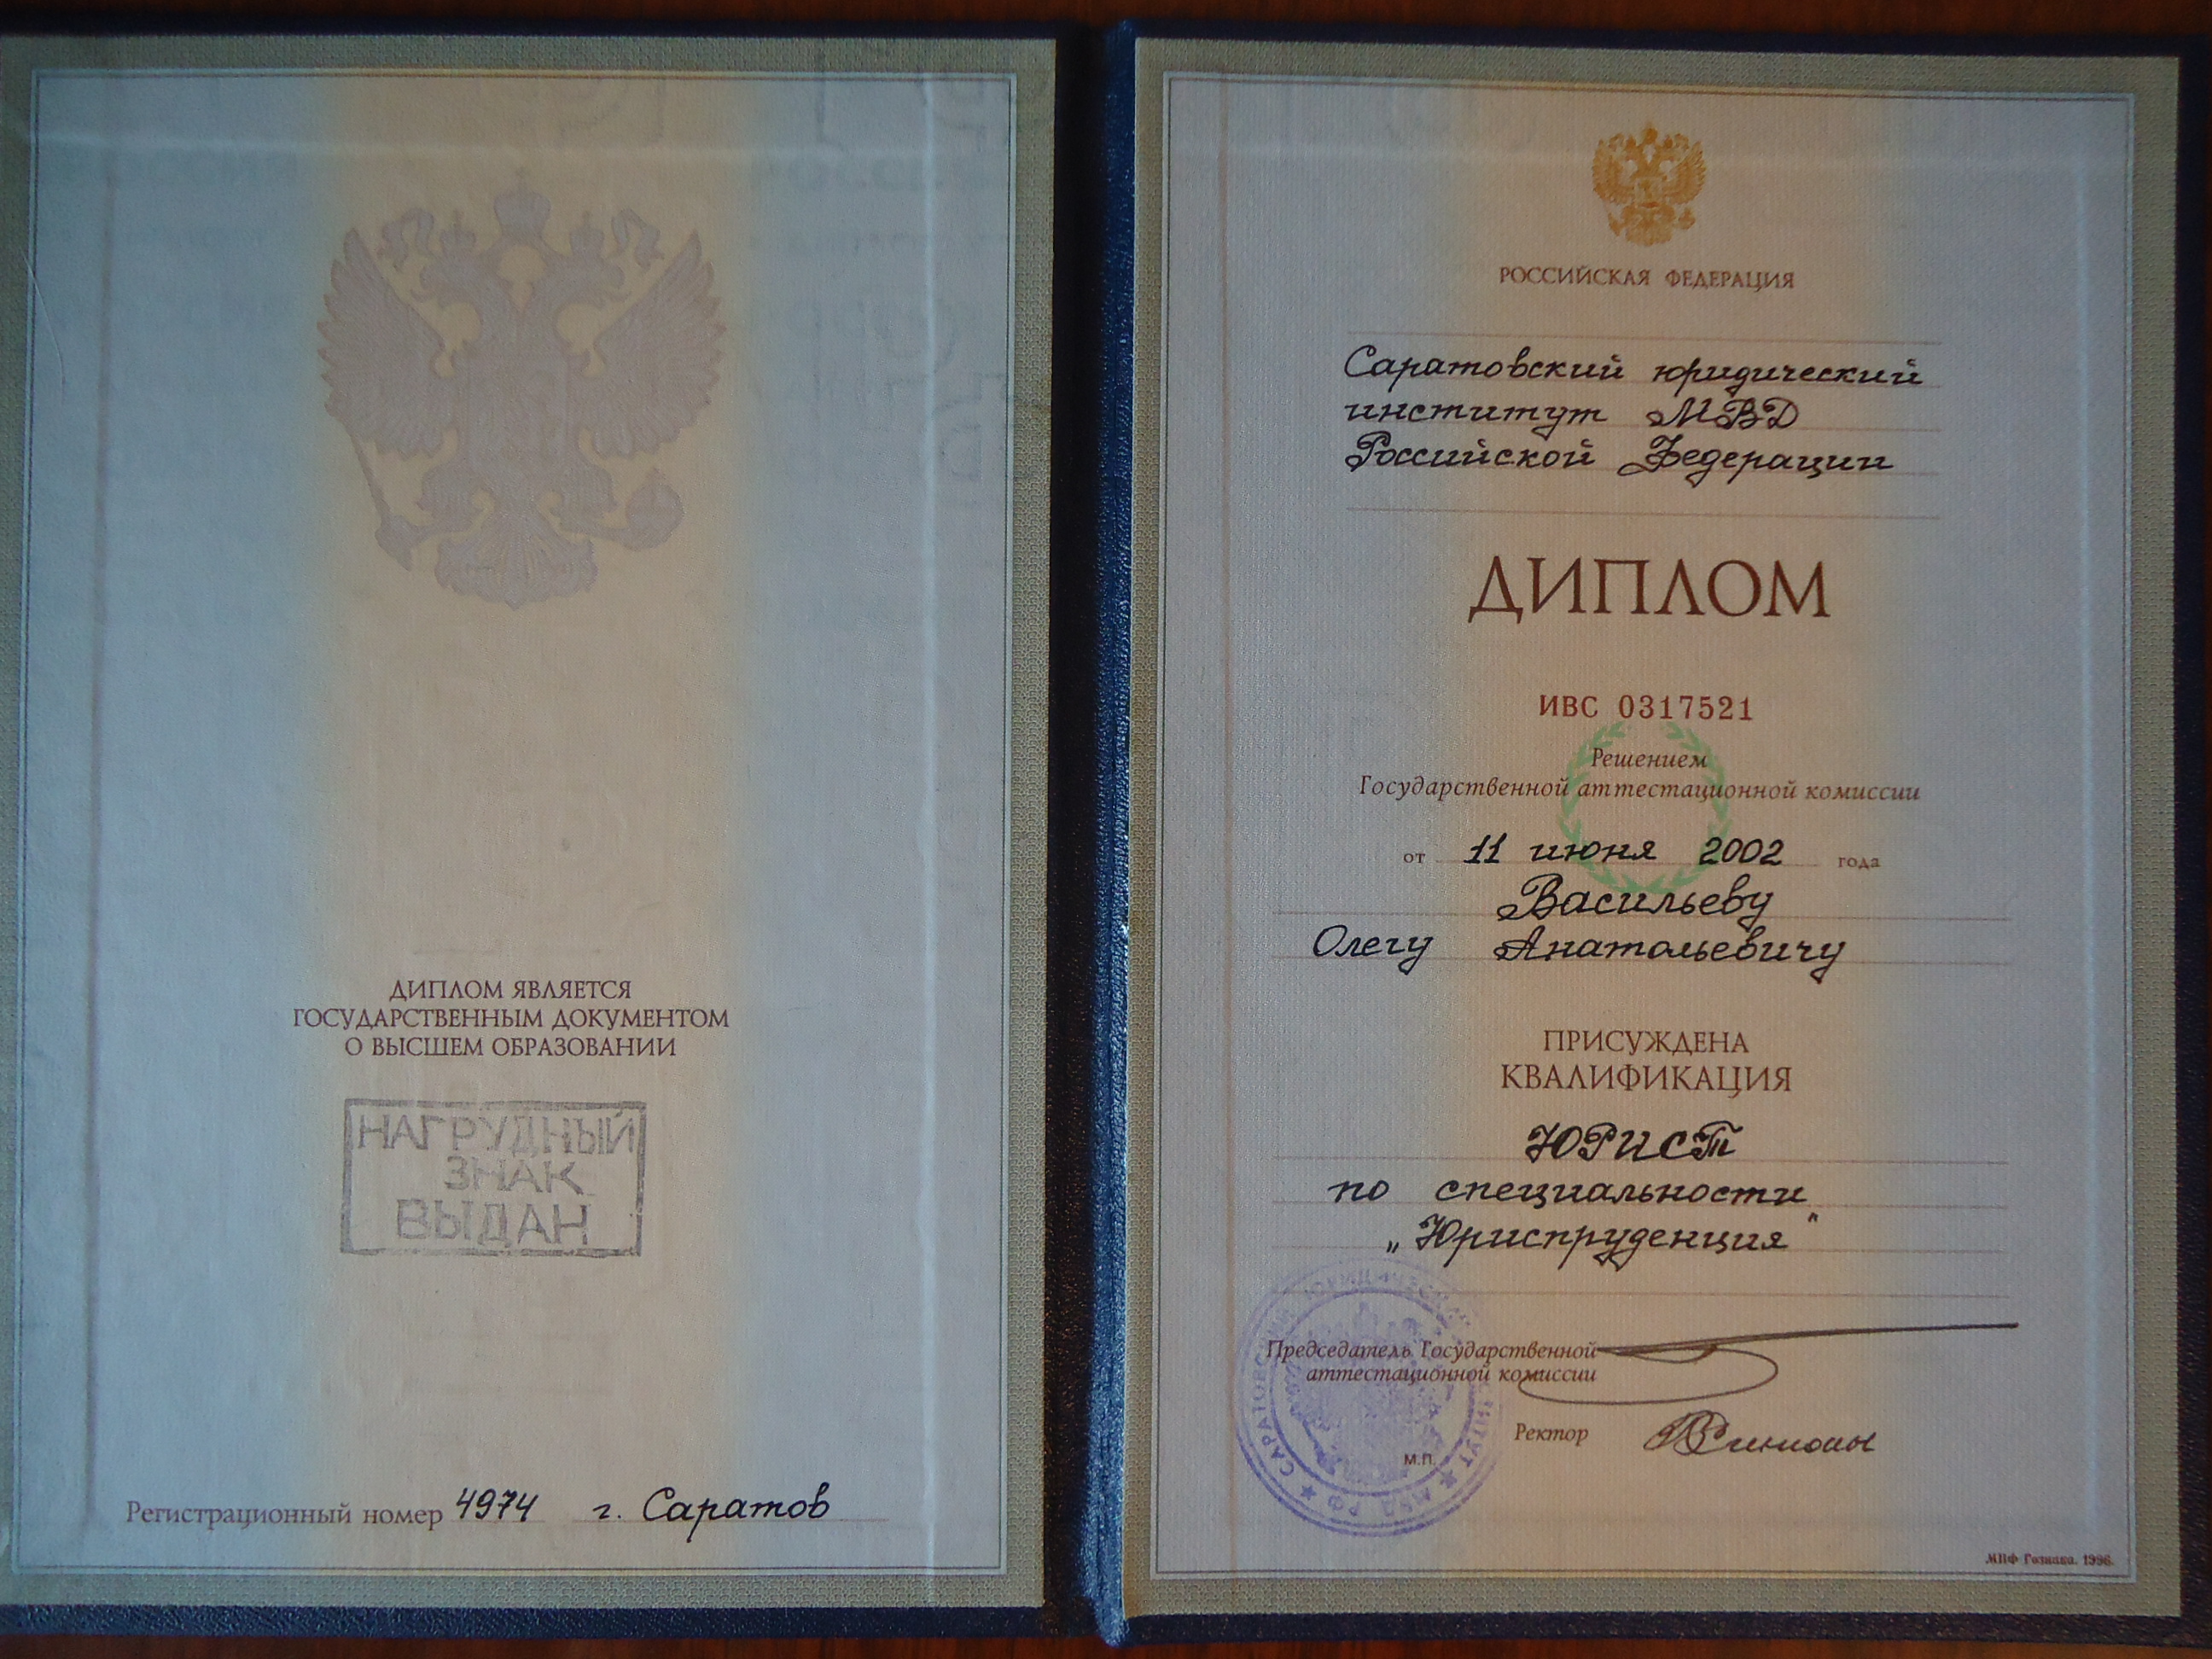 ДИПЛОМ ЯВЛЯЕТСЯ
ГОСУДАРСТВЕННЫМ ДОКУМЕНТОМ
О ВЫСШЕМ ОБРАЗОВАНИИ
НАГРУДНЫЙ
ЗНАК
ВЫДАН
Регистрационный номер 4974 г. Саратов
РОССИЙСКАЯ ФЕДЕРАЦИЯ
Саратовский юридический
институт МВД
Российской Федерации
ДИПЛОМ
ИВС 0317521
Решением
Государственной аттестационной комиссии
от 11 июня 2002 года
Васильеву
Олегу Анатольевичу
ПРИСУЖДЕНА
КВАЛИФИКАЦИЯ
ЮРИСТ
по специальности
„Юриспруденция"
Председатель Государственной
аттестационной комиссии
Ректор
М.П.
МПФ Гознака. 1996.